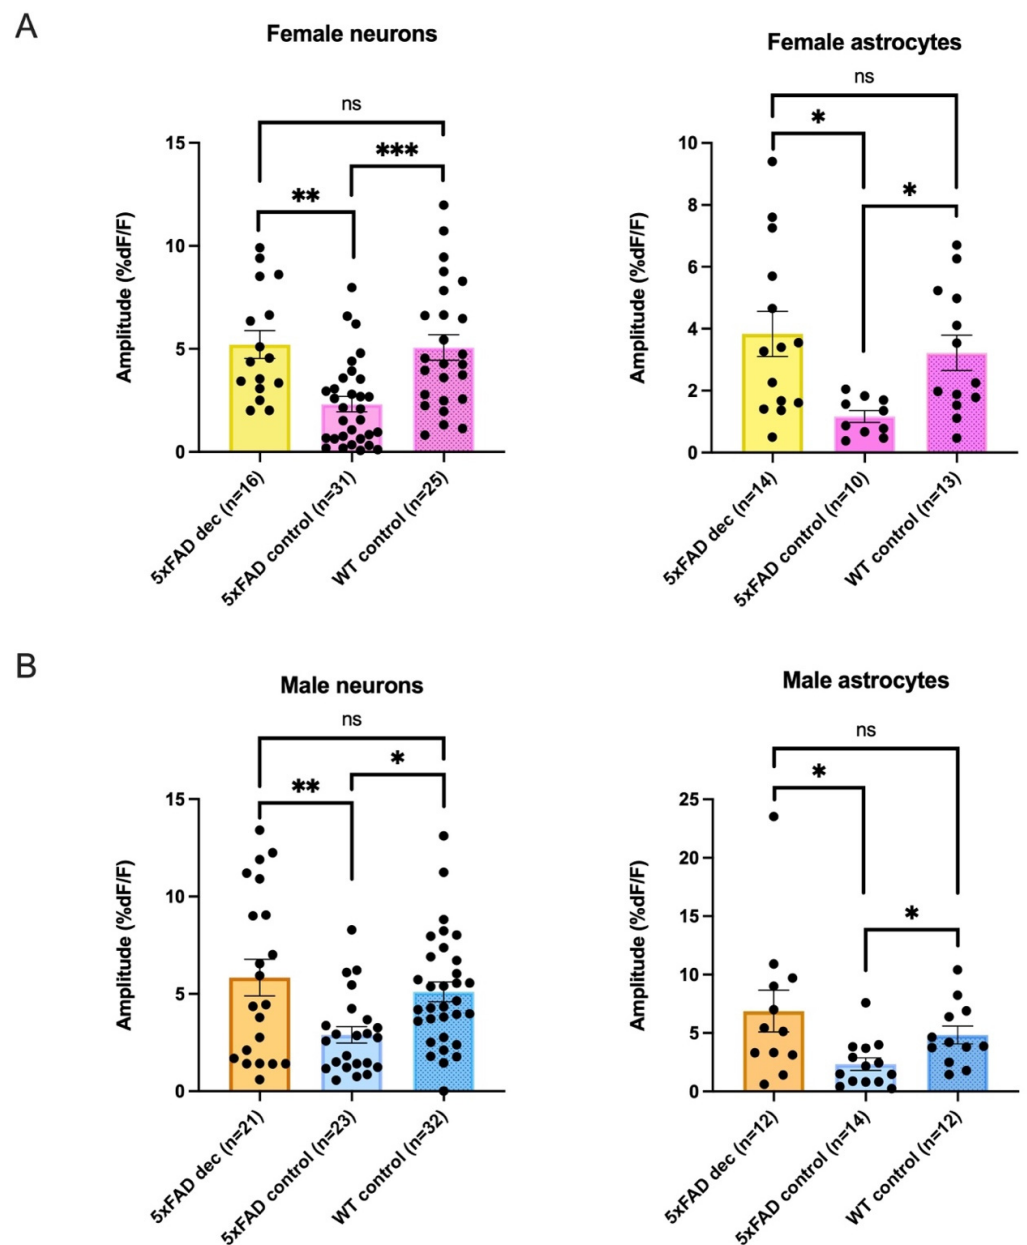 A
Female neurons
ns
***
**
15
10
5
0
Amplitude (%dF/F)
5xFAD dec (n=16)
5xFAD control (n=31)
WT control (n=25)
Female astrocytes
ns
*
*
10
8
6
4
2
0
Amplitude (%dF/F)
5xFAD dec (n=14)
5xFAD control (n=10)
WT control (n=13)
B
Male neurons
ns
*
**
15
10
5
0
Amplitude (%dF/F)
5xFAD dec (n=21)
5xFAD control (n=23)
WT control (n=32)
Male astrocytes
ns
*
*
25
20
15
10
5
0
Amplitude (%dF/F)
5xFAD dec (n=12)
5xFAD control (n=14)
WT control (n=12)